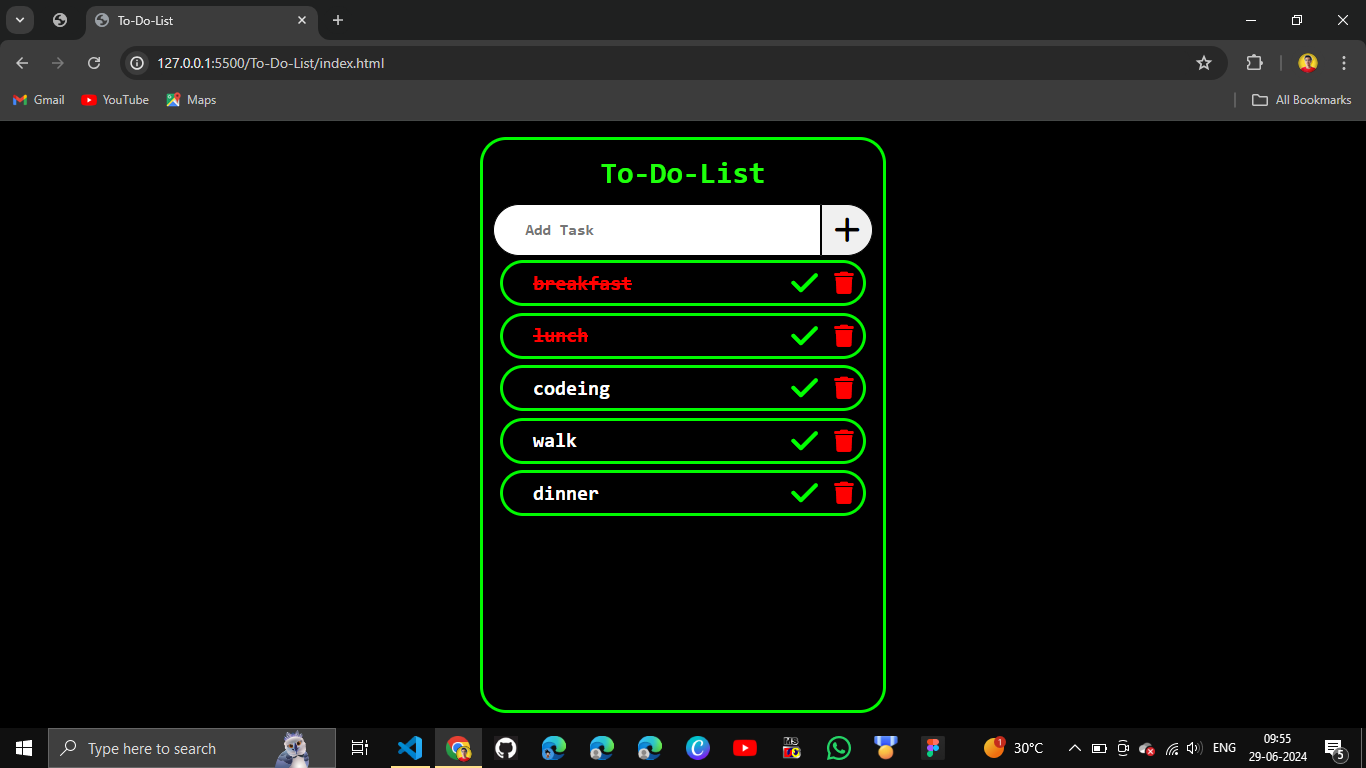 To-Do-List
127.0.0.1:5500/To-Do-List/index.html
Gmail YouTube Maps All Bookmarks
To-Do-List
Add Task
breakfast
lunch
codeing
walk
dinner
Type here to search
1 30°C ENG 09:55
29-06-2024 5